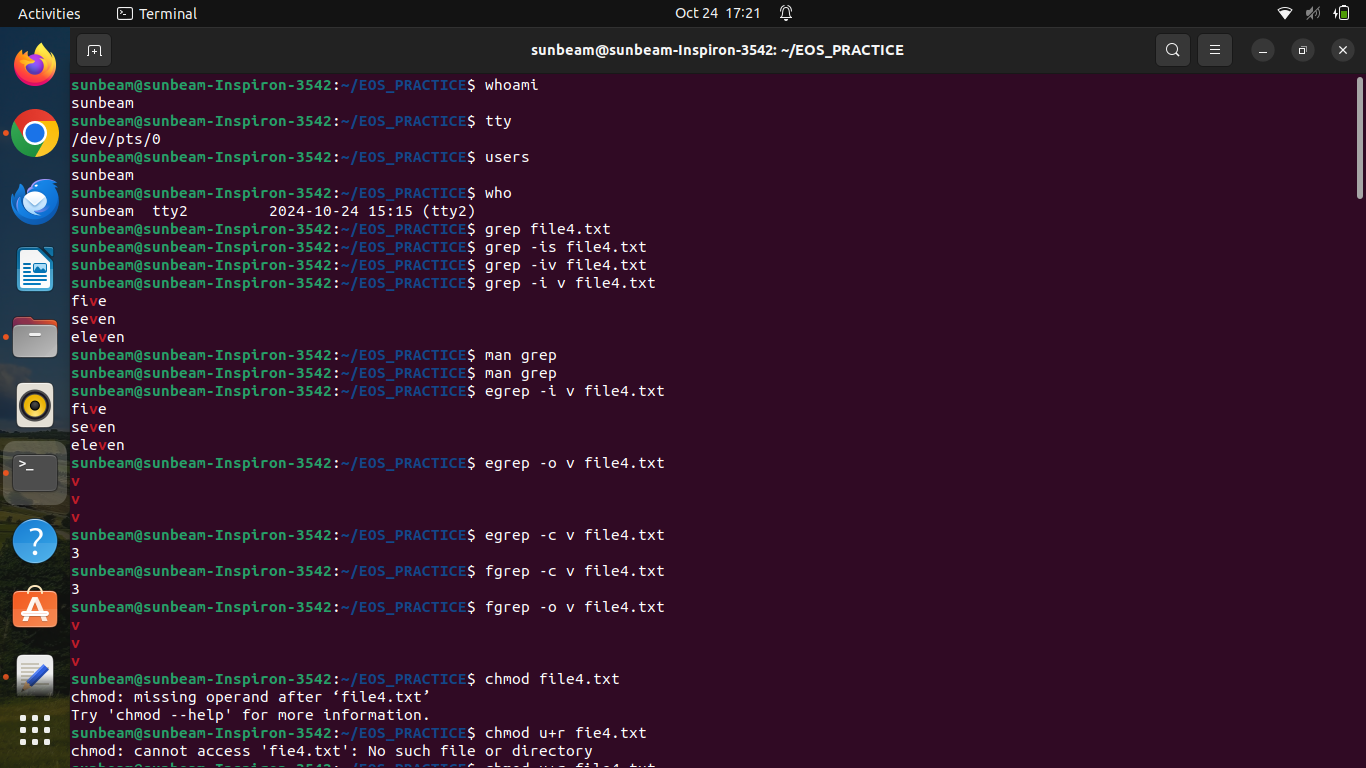 Activities Terminal Oct 24 17:21
sunbeam@sunbeam-Inspiron-3542: ~/EOS_PRACTICE
sunbeam@sunbeam-Inspiron-3542:~/EOS_PRACTICE$ whoami
sunbeam
sunbeam@sunbeam-Inspiron-3542:~/EOS_PRACTICE$ tty
/dev/pts/0
sunbeam@sunbeam-Inspiron-3542:~/EOS_PRACTICE$ users
sunbeam
sunbeam@sunbeam-Inspiron-3542:~/EOS_PRACTICE$ who
sunbeam  tty2         2024-10-24 15:15 (tty2)
sunbeam@sunbeam-Inspiron-3542:~/EOS_PRACTICE$ grep file4.txt
sunbeam@sunbeam-Inspiron-3542:~/EOS_PRACTICE$ grep -is file4.txt
sunbeam@sunbeam-Inspiron-3542:~/EOS_PRACTICE$ grep -iv file4.txt
sunbeam@sunbeam-Inspiron-3542:~/EOS_PRACTICE$ grep -i v file4.txt
five
seven
eleven
sunbeam@sunbeam-Inspiron-3542:~/EOS_PRACTICE$ man grep
sunbeam@sunbeam-Inspiron-3542:~/EOS_PRACTICE$ man grep
sunbeam@sunbeam-Inspiron-3542:~/EOS_PRACTICE$ egrep -i v file4.txt
five
seven
eleven
sunbeam@sunbeam-Inspiron-3542:~/EOS_PRACTICE$ egrep -o v file4.txt
v
v
v
sunbeam@sunbeam-Inspiron-3542:~/EOS_PRACTICE$ egrep -c v file4.txt
3
sunbeam@sunbeam-Inspiron-3542:~/EOS_PRACTICE$ fgrep -c v file4.txt
3
sunbeam@sunbeam-Inspiron-3542:~/EOS_PRACTICE$ fgrep -o v file4.txt
v
v
v
sunbeam@sunbeam-Inspiron-3542:~/EOS_PRACTICE$ chmod file4.txt
chmod: missing operand after ‘file4.txt’
Try 'chmod --help' for more information.
sunbeam@sunbeam-Inspiron-3542:~/EOS_PRACTICE$ chmod u+r fie4.txt
chmod: cannot access 'fie4.txt': No such file or directory